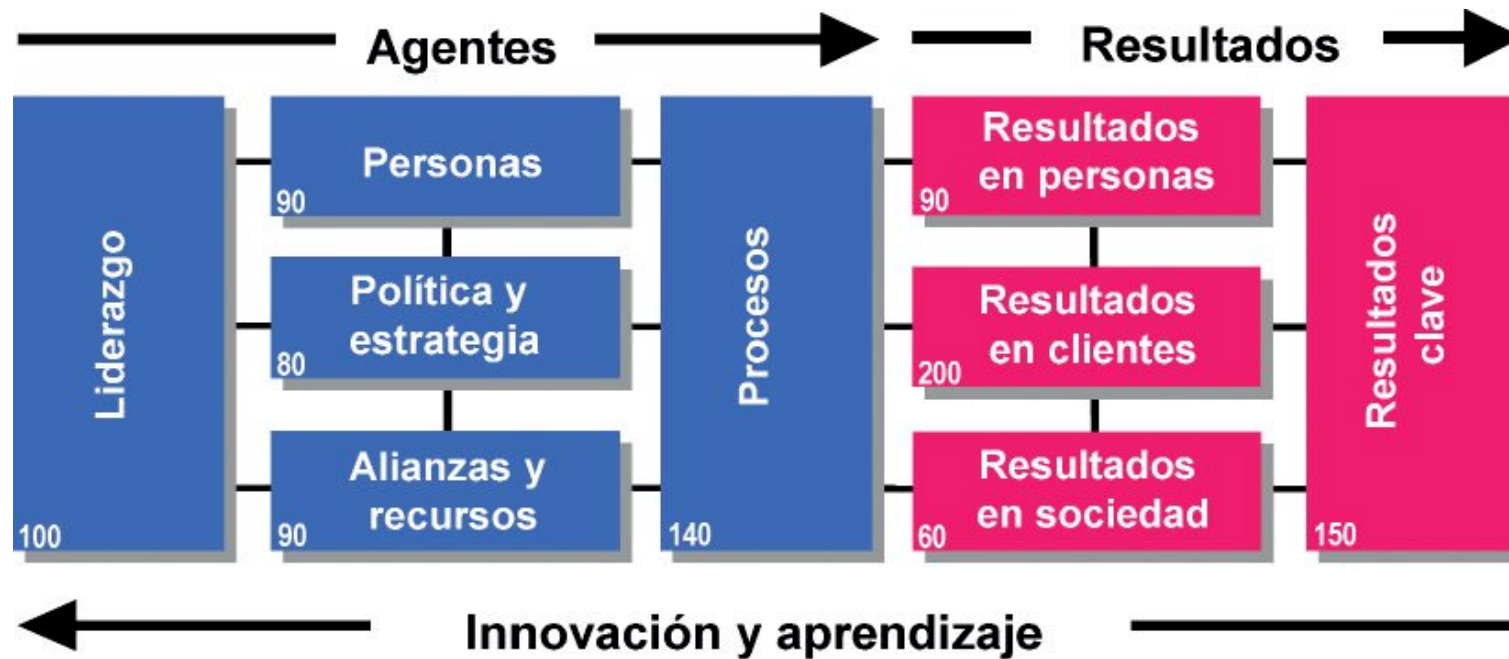 Agentes
Resultados
Liderazgo
100
Personas
90
Política y
estrategia
80
Alianzas y
recursos
90
Procesos
140
Resultados
en personas
90
Resultados
en clientes
200
Resultados
en sociedad
60
Resultados
clave
150
Innovación y aprendizaje